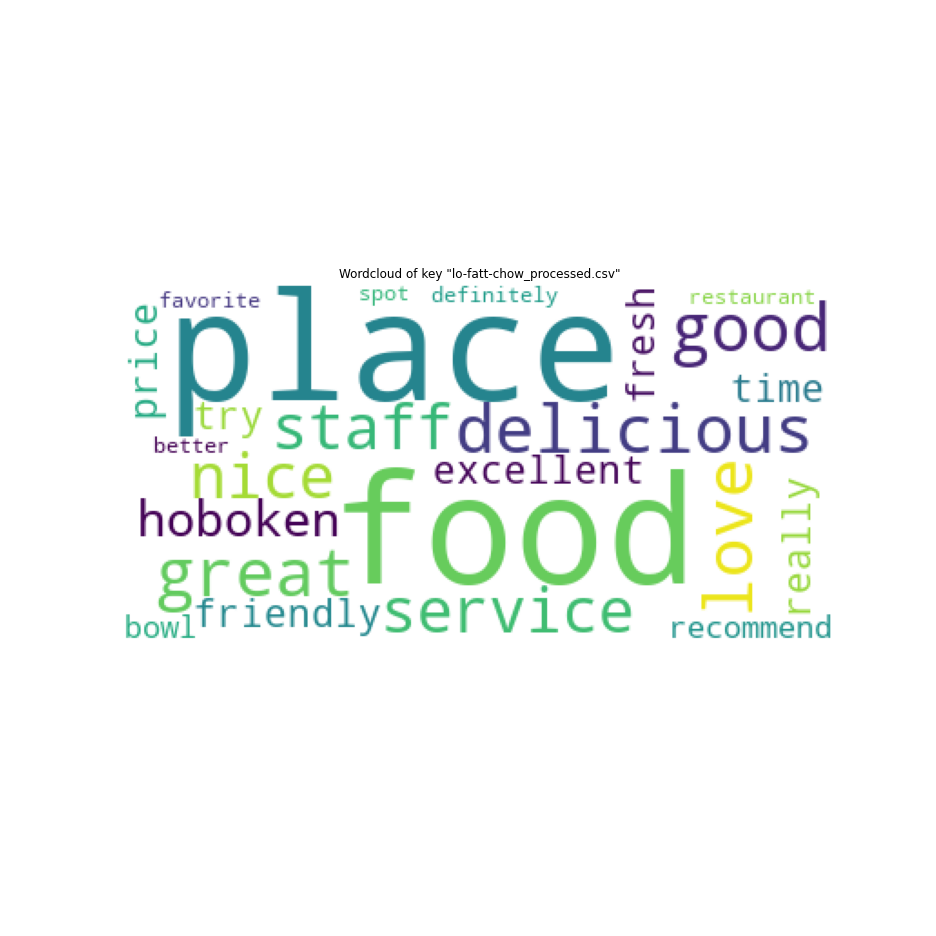 Wordcloud of key "lo-fatt-chow_processed.csv"
favorite
spot
definitely
restaurant
price
place
fresh
good
time
try
staff
delicious
better
nice
excellent
love
really
hoboken
food
great
friendly
service
bowl
recommend